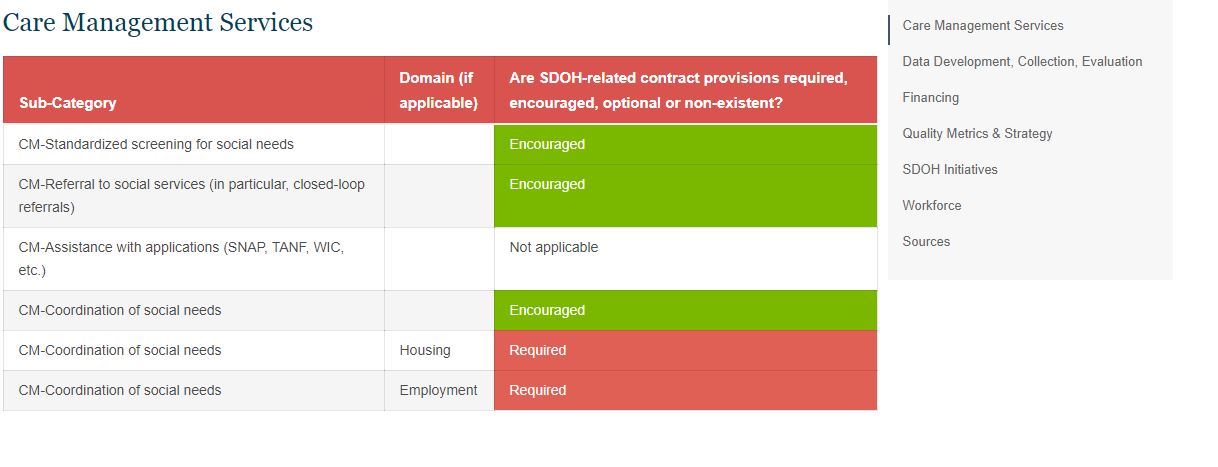 Care Management Services
Sub-Category
Domain (if
applicable)
Are SDOH-related contract provisions required,
encouraged, optional or non-existent?
CM-Standardized screening for social needs
Encouraged
CM-Referral to social services (in particular, closed-loop
referrals)
Encouraged
CM-Assistance with applications (SNAP, TANF, WIC,
etc.)
Not applicable
CM-Coordination of social needs
Encouraged
CM-Coordination of social needs
Housing
Required
CM-Coordination of social needs
Employment
Required
Care Management Services
Data Development, Collection, Evaluation
Financing
Quality Metrics & Strategy
SDOH Initiatives
Workforce
Sources